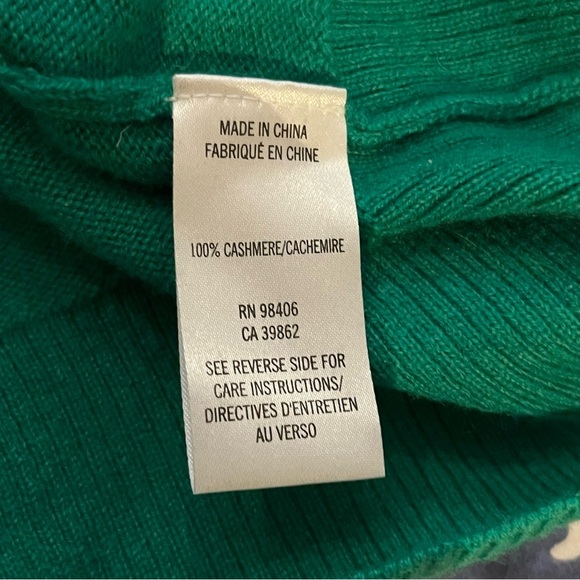 MADE IN CHINA
FABRIQUÉ EN CHINE
100% CASHMERE/CACHEMIRE
RN 98406
CA 39862
SEE REVERSE SIDE FOR
CARE INSTRUCTIONS/
DIRECTIVES D'ENTRETIEN
AU VERSO